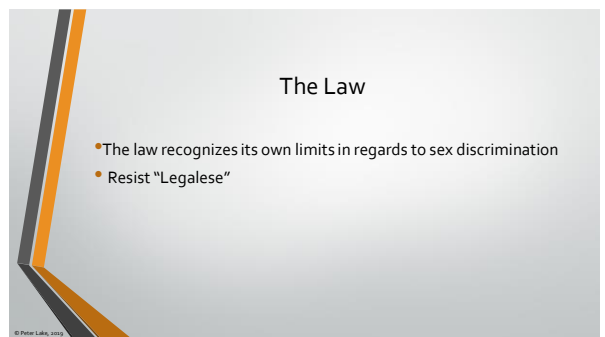 The Law
•The law recognizes its own limits in regards to sex discrimination
• Resist “Legalese”
© Peter Lake, 2019